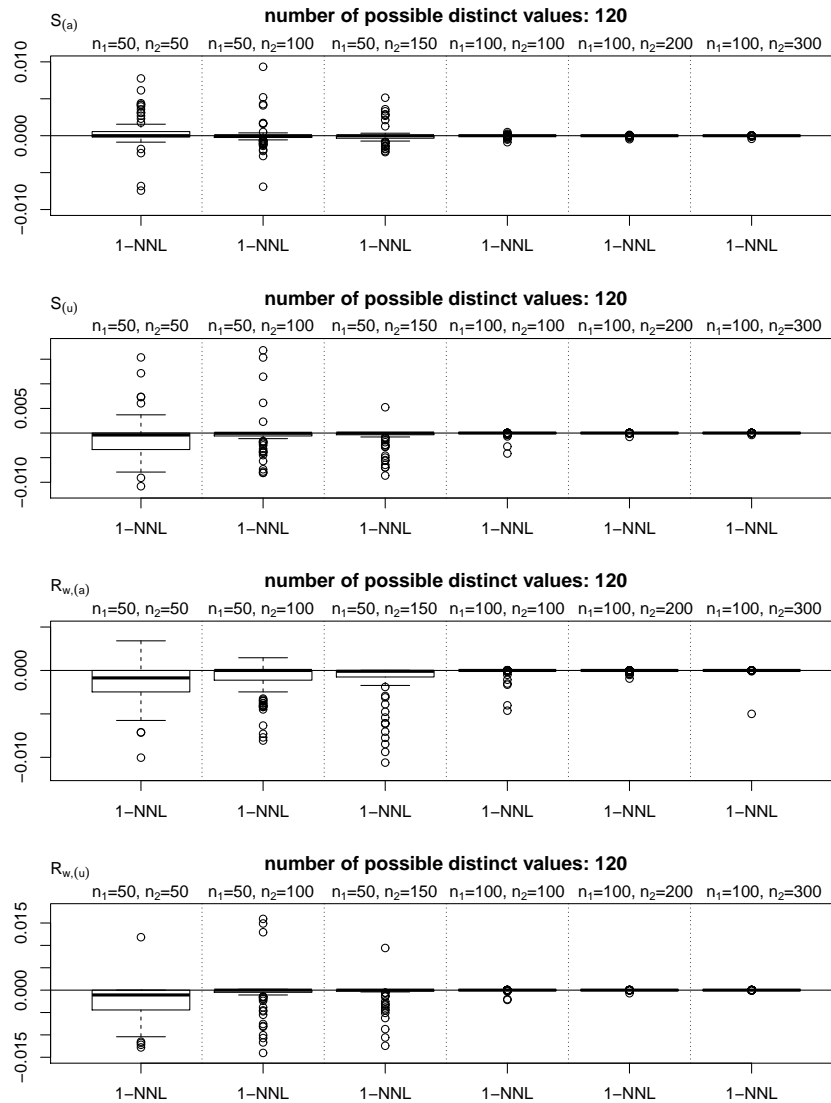 S(a) number of possible distinct values: 120
n1=50, n2=50 n1=50, n2=100 n1=50, n2=150 n1=100, n2=100 n1=100, n2=200 n1=100, n2=300
0.010
0.000
−0.010
1−NNL 1−NNL 1−NNL 1−NNL 1−NNL 1−NNL
S(u) number of possible distinct values: 120
n1=50, n2=50 n1=50, n2=100 n1=50, n2=150 n1=100, n2=100 n1=100, n2=200 n1=100, n2=300
0.005
−0.010
1−NNL 1−NNL 1−NNL 1−NNL 1−NNL 1−NNL
Rw,(a) number of possible distinct values: 120
n1=50, n2=50 n1=50, n2=100 n1=50, n2=150 n1=100, n2=100 n1=100, n2=200 n1=100, n2=300
0.000
−0.010
1−NNL 1−NNL 1−NNL 1−NNL 1−NNL 1−NNL
Rw,(u) number of possible distinct values: 120
n1=50, n2=50 n1=50, n2=100 n1=50, n2=150 n1=100, n2=100 n1=100, n2=200 n1=100, n2=300
0.015
0.000
−0.015
1−NNL 1−NNL 1−NNL 1−NNL 1−NNL 1−NNL